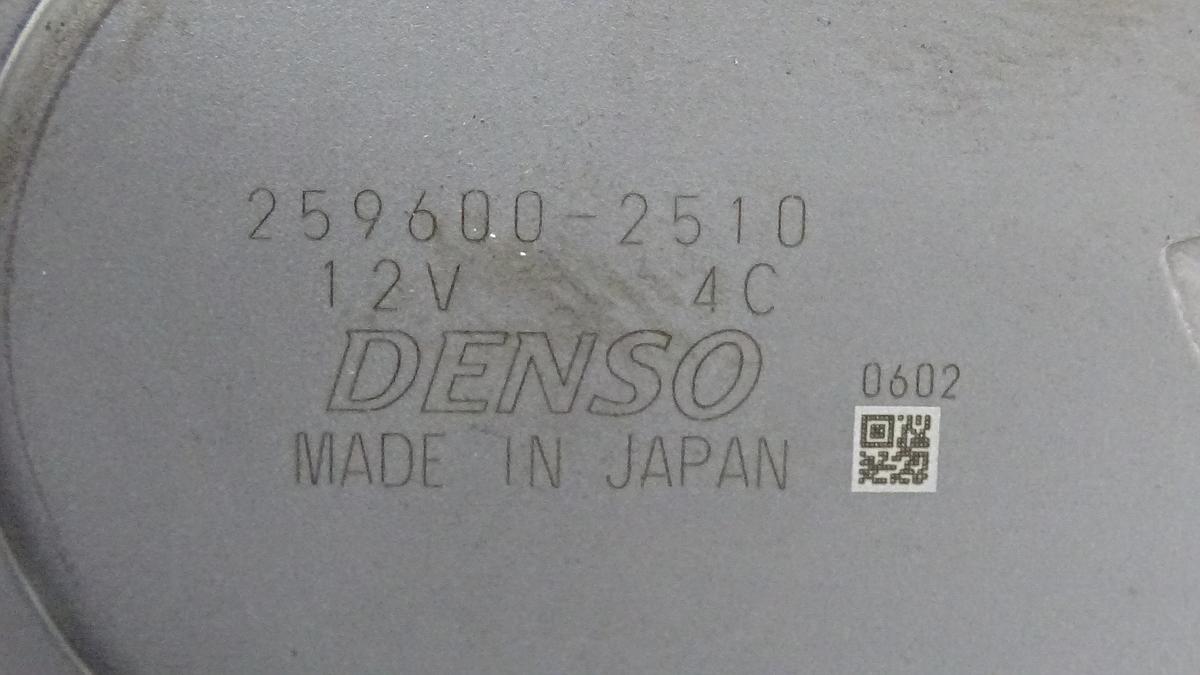 259600-2510
12V 4C
DENSO
0602
MADE IN JAPAN